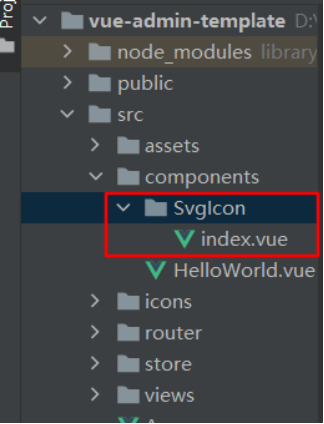 Proj
vue-admin-template D:\
node_modules library
public
src
assets
components
SvgIcon
index.vue
HelloWorld.vue
icons
router
store
views